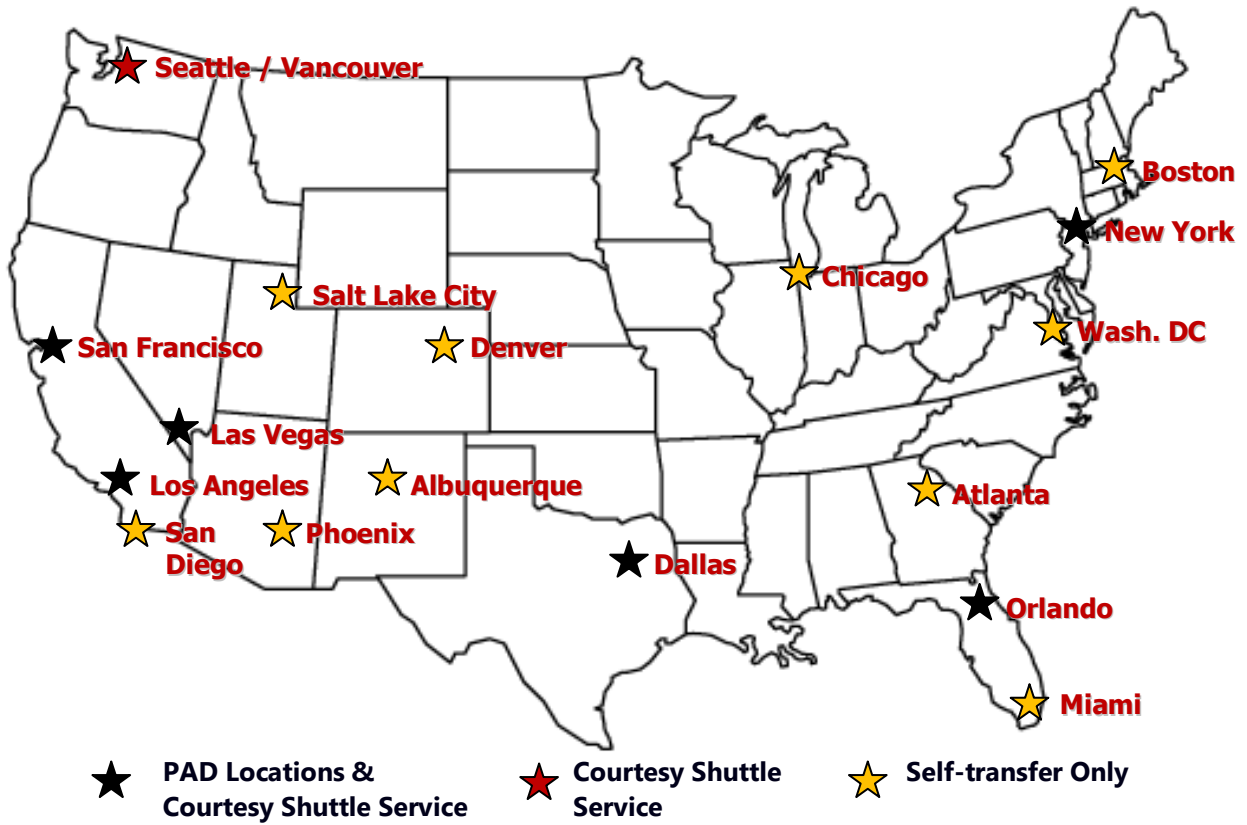 Seattle / Vancouver
Boston
New York
Chicago
Salt Lake City
Wash. DC
San Francisco
Denver
Las Vegas
Los Angeles
Albuquerque
Atlanta
San
Diego
Phoenix
Dallas
Orlando
Miami
PAD Locations &
Courtesy Shuttle Service
Courtesy Shuttle
Service
Self-transfer Only